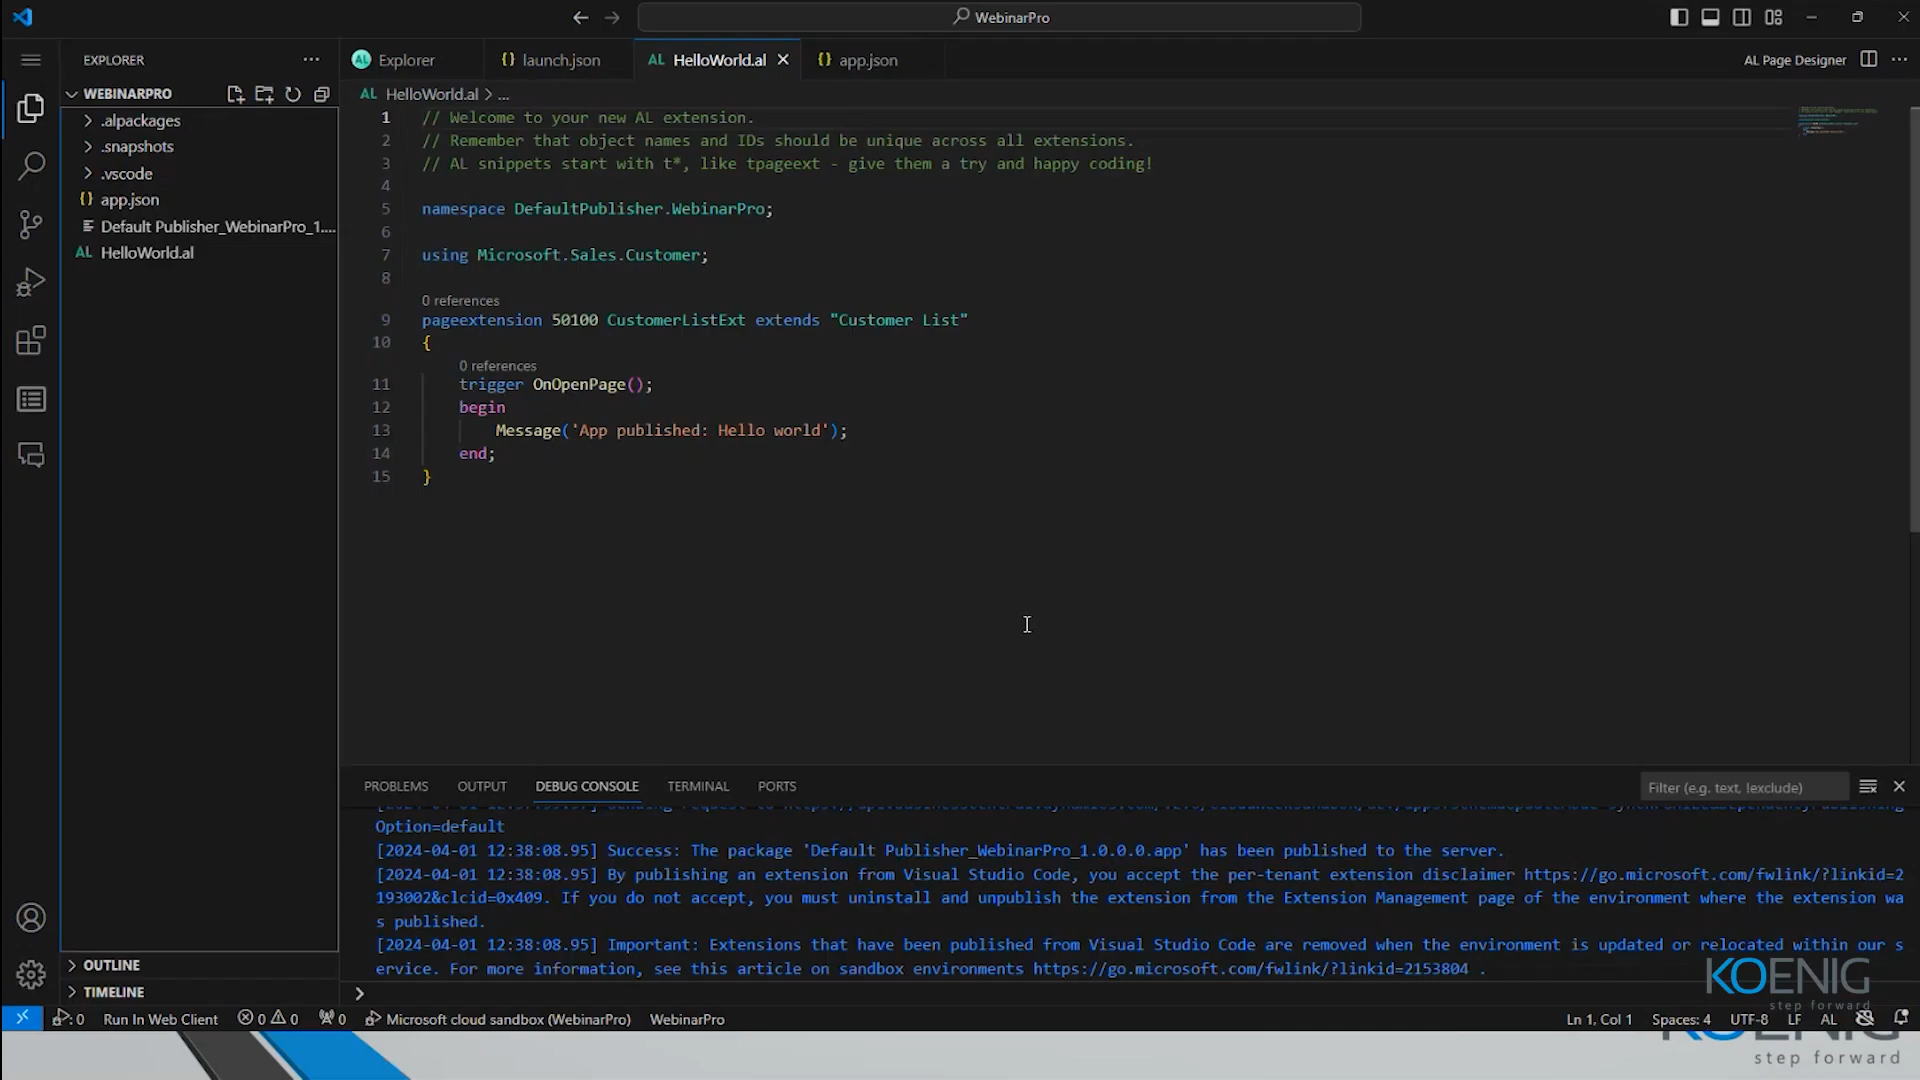 WebinarPro
EXPLORER
Explorer
launch.json
HelloWorld.al
app.json
AL Page Designer
WEBINARPRO
.alpackages
.snapshots
.vscode
app.json
Default Publisher_WebinarPro_1....
HelloWorld.al
AL HelloWorld.al > ...
1 // Welcome to your new AL extension.
2 // Remember that object names and IDs should be unique across all extensions.
3 // AL snippets start with t*, like tpageext - give them a try and happy coding!
4
5 namespace DefaultPublisher.WebinarPro;
6
7 using Microsoft.Sales.Customer;
8
0 references
9 pageextension 50100 CustomerListExt extends "Customer List"
10 {
0 references
11 trigger OnOpenPage();
12 begin
13 Message('App published: Hello world');
14 end;
15 }
PROBLEMS OUTPUT DEBUG CONSOLE TERMINAL PORTS
Filter (e.g. text, !exclude)
Option=default
[2024-04-01 12:38:08.95] Success: The package 'Default Publisher_WebinarPro_1.0.0.0.app' has been published to the server.
[2024-04-01 12:38:08.95] By publishing an extension from Visual Studio Code, you accept the per-tenant extension disclaimer https://go.microsoft.com/fwlink/?linkid=2
193002&clcid=0x409. If you do not accept, you must uninstall and unpublish the extension from the Extension Management page of the environment where the extension wa
s published.
[2024-04-01 12:38:08.95] Important: Extensions that have been published from Visual Studio Code are removed when the environment is updated or relocated within our s
ervice. For more information, see this article on sandbox environments https://go.microsoft.com/fwlink/?linkid=2153804 .
OUTLINE
TIMELINE
KOENIG
step forward
0 Run In Web Client 0 0 0 Microsoft cloud sandbox (WebinarPro) WebinarPro
Ln 1, Col 1 Spaces: 4 UTF-8 LF AL
step forward